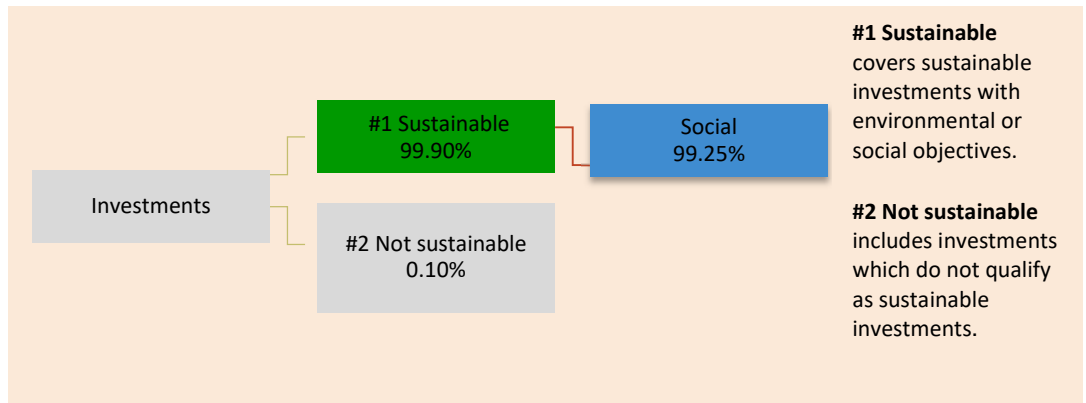 Investments
#1 Sustainable
99.90%
Social
99.25%
#2 Not sustainable
0.10%
#1 Sustainable
covers sustainable
investments with
environmental or
social objectives.
#2 Not sustainable
includes investments
which do not qualify
as sustainable
investments.